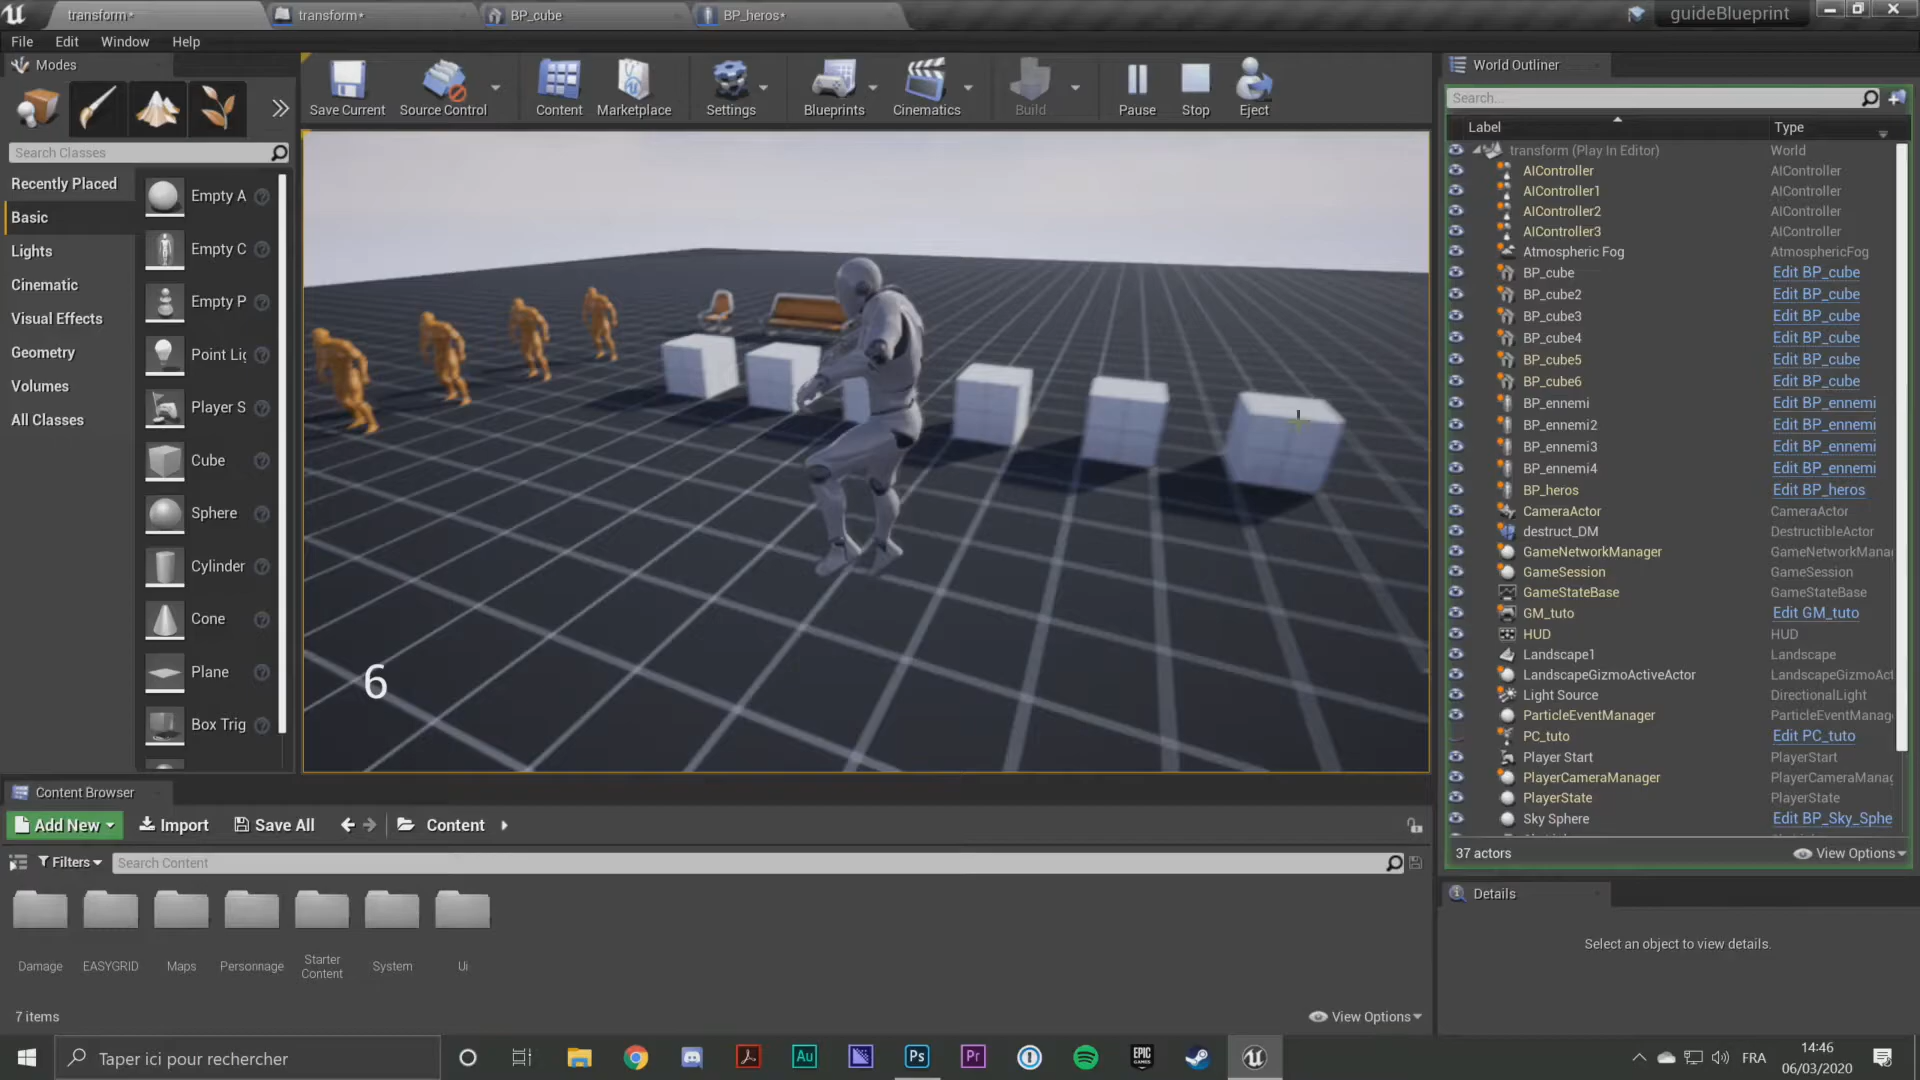 transform*
transform*
BP_cube
BP_heros*
guideBlueprint
File
Edit
Window
Help
Modes
Search Classes
Recently Placed
Basic
Lights
Cinematic
Visual Effects
Geometry
Volumes
All Classes
Empty A
Empty C
Empty P
Point Lig
Player S
Cube
Sphere
Cylinder
Cone
Plane
Box Trig
Save Current
Source Control
Content
Marketplace
Settings
Blueprints
Cinematics
Build
Pause
Stop
Eject
6
World Outliner
Search...
Label
Type
transform (Play In Editor) World
AIController AIController
AIController1 AIController
AIController2 AIController
AIController3 AIController
Atmospheric Fog AtmosphericFog
BP_cube Edit BP_cube
BP_cube2 Edit BP_cube
BP_cube3 Edit BP_cube
BP_cube4 Edit BP_cube
BP_cube5 Edit BP_cube
BP_cube6 Edit BP_cube
BP_ennemi Edit BP_ennemi
BP_ennemi2 Edit BP_ennemi
BP_ennemi3 Edit BP_ennemi
BP_ennemi4 Edit BP_ennemi
BP_heros Edit BP_heros
CameraActor CameraActor
destruct_DM DestructibleActor
GameNetworkManager GameNetworkMana
GameSession GameSession
GameStateBase GameStateBase
GM_tuto Edit GM_tuto
HUD HUD
Landscape1 Landscape
LandscapeGizmoActiveActor LandscapeGizmoAct
Light Source DirectionalLight
ParticleEventManager ParticleEventManag
PC_tuto Edit PC_tuto
Player Start PlayerStart
PlayerCameraManager PlayerCameraManag
PlayerState PlayerState
Sky Sphere Edit BP_Sky_Sphe
37 actors
View Options
Details
Select an object to view details.
Content Browser
Add New
Import
Save All
Content
Filters
Search Content
Damage
EASYGRID
Maps
Personnage
Starter
Content
System
Ui
7 items
View Options
Taper ici pour rechercher
Au
Ps
Pr
EPIC
GAMES
FRA
14:46
06/03/2020